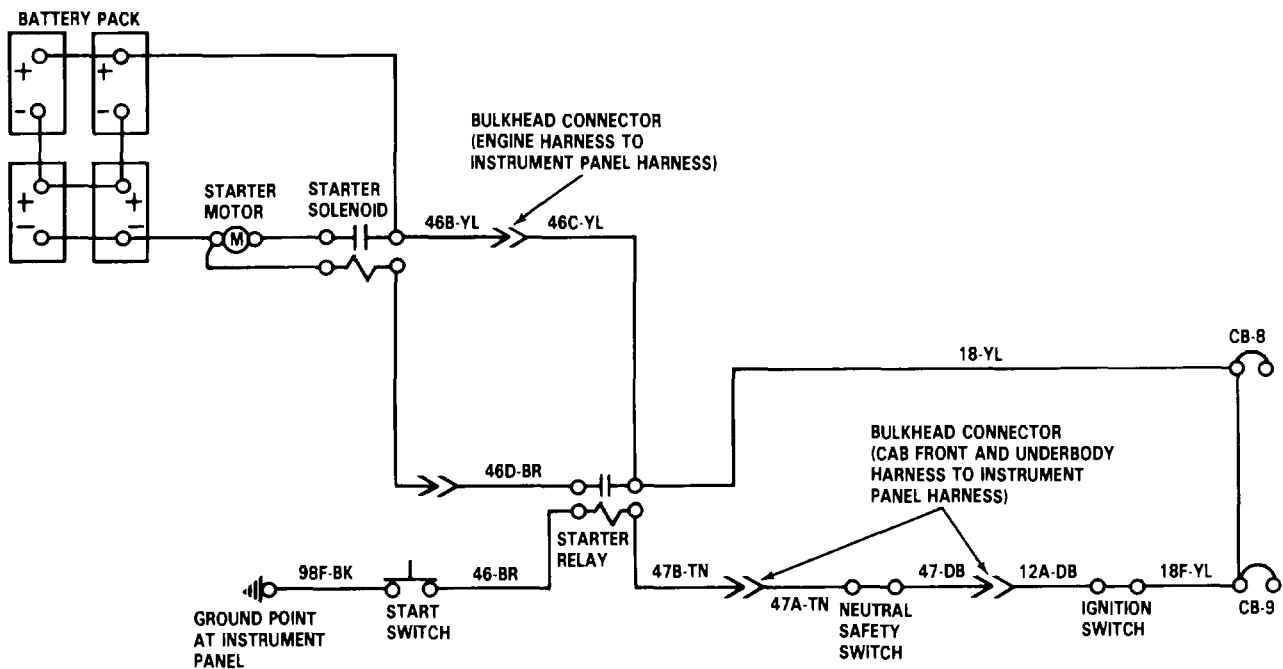 BATTERY PACK
+
+
-
-
+
+
-
-
BULKHEAD CONNECTOR
(ENGINE HARNESS TO
INSTRUMENT PANEL HARNESS)
STARTER
MOTOR
STARTER
SOLENOID
M
46B-YL
46C-YL
CB-8
18-YL
BULKHEAD CONNECTOR
(CAB FRONT AND UNDERBODY
HARNESS TO INSTRUMENT
PANEL HARNESS)
46D-BR
STARTER
RELAY
98F-BK
46-BR
47B-TN
47A-TN
47-DB
12A-DB
18F-YL
GROUND POINT
AT INSTRUMENT
PANEL
START
SWITCH
NEUTRAL
SAFETY
SWITCH
IGNITION
SWITCH
CB-9